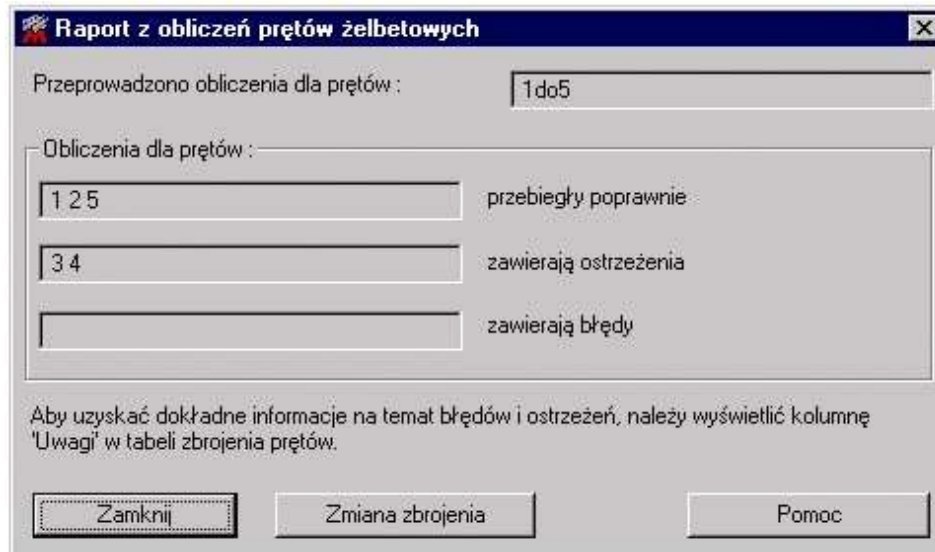 Raport z obliczeń prętów żelbetowych
Przeprowadzono obliczenia dla prętów : 1do5
Obliczenia dla prętów :
1 2 5 przebiegły poprawnie
3 4 zawierają ostrzeżenia
zawierają błędy
Aby uzyskać dokładne informacje na temat błędów i ostrzeżeń, należy wyświetlić kolumnę
'Uwagi' w tabeli zbrojenia prętów.
Zamknij Zmiana zbrojenia Pomoc